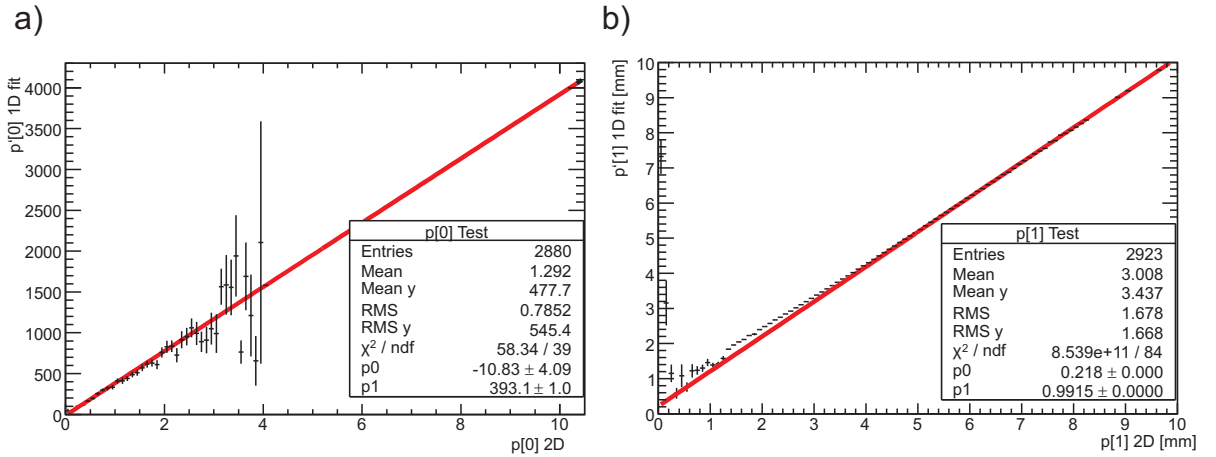 a)
p'[0] 1D fit
4000
3500
3000
2500
2000
1500
1000
500
0
0 2 4 6 8 10
p[0] 2D
p[0] Test
Entries 2880
Mean 1.292
Mean y 477.7
RMS 0.7852
RMS y 545.4
χ² / ndf 58.34 / 39
p0 -10.83 ± 4.09
p1 393.1 ± 1.0
b)
p'[1] 1D fit [mm]
10
9
8
7
6
5
4
3
2
1
0
0 1 2 3 4 5 6 7 8 9 10
p[1] 2D [mm]
p[1] Test
Entries 2923
Mean 3.008
Mean y 3.437
RMS 1.678
RMS y 1.668
χ² / ndf 8.539e+11 / 84
p0 0.218 ± 0.000
p1 0.9915 ± 0.0000